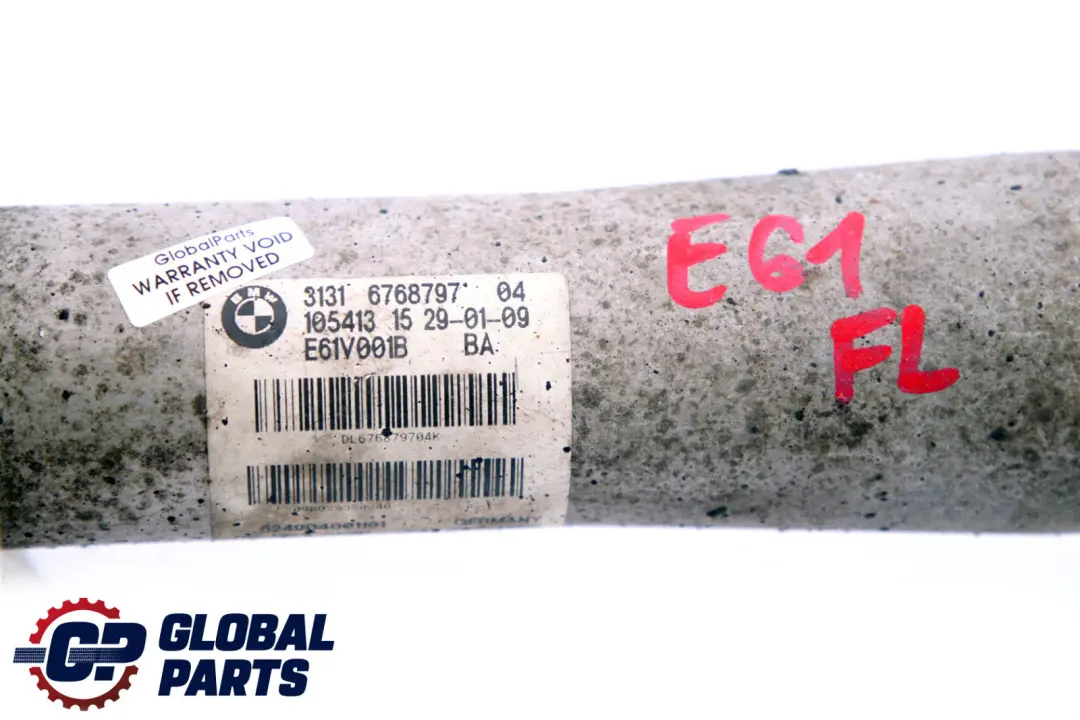 GlobalParts
WARRANTY VOID
IF REMOVED
BMW
3131 6768797 04
105413 15 29-01-09
E61V001B BA
DL676879704K
GERMANY
E61
FL
GP GLOBAL
PARTS